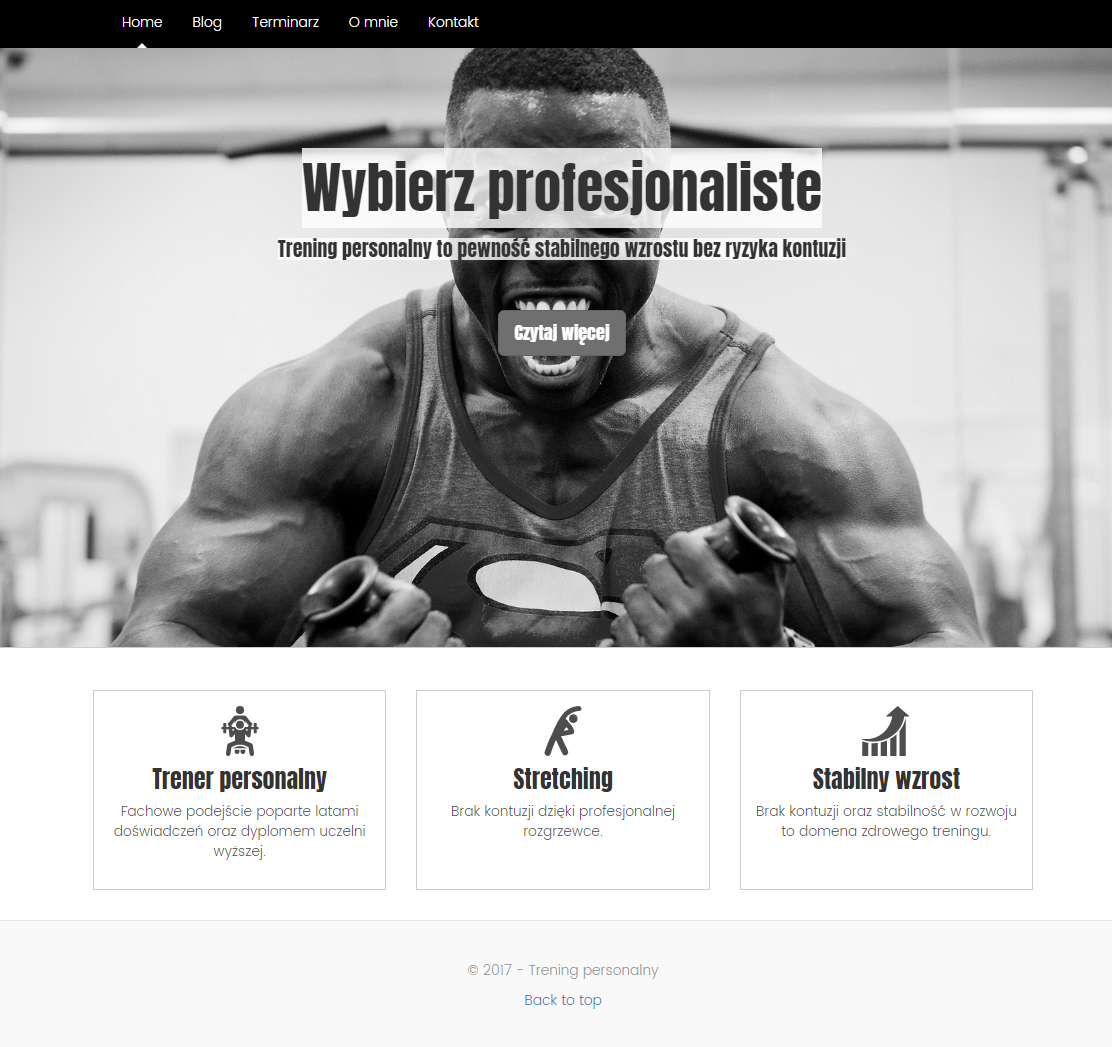 Home Blog Terminarz O mnie Kontakt
Wybierz profesjonaliste
Trening personalny to pewność stabilnego wzrostu bez ryzyka kontuzji
Czytaj więcej
Trener personalny
Fachowe podejście poparte latami
doświadczeń oraz dyplomem uczelni
wyższej.
Stretching
Brak kontuzji dzięki profesjonalnej
rozgrzewce.
Stabilny wzrost
Brak kontuzji oraz stabilność w rozwoju
to domena zdrowego treningu.
© 2017 - Trening personalny
Back to top